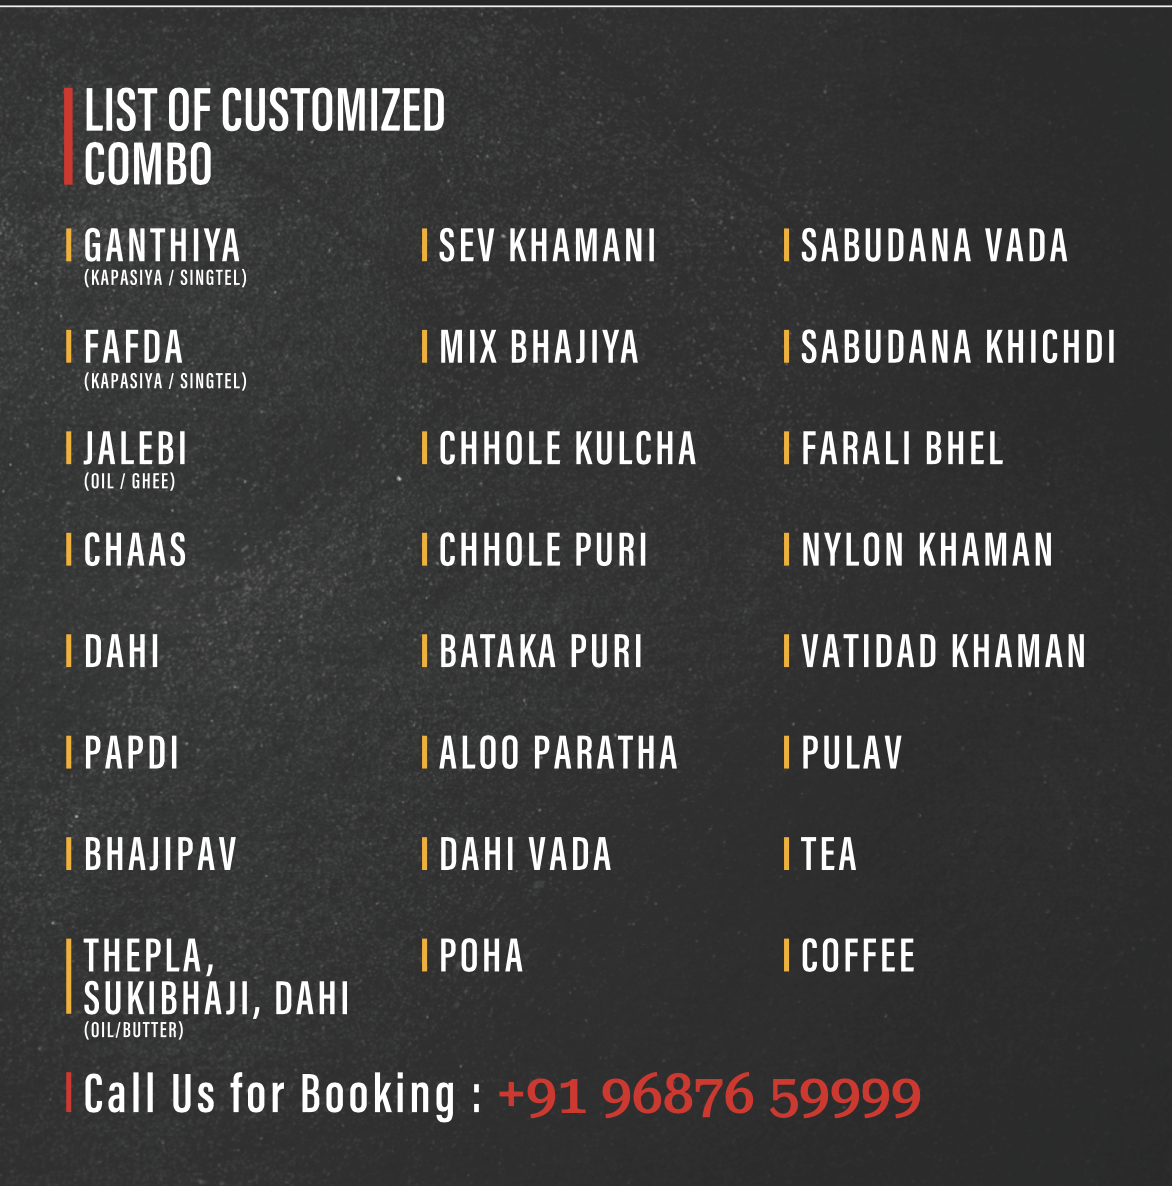 LIST OF CUSTOMIZED
COMBO
GANTHIYA
(KAPASIYA / SINGTEL)
FAFDA
(KAPASIYA / SINGTEL)
JALEBI
(OIL / GHEE)
CHAAS
DAHI
PAPDI
BHAJIPAV
THEPLA,
SUKIBHAJI, DAHI
(OIL/BUTTER)
SEV KHAMANI
MIX BHAJIYA
CHHOLE KULCHA
CHHOLE PURI
BATAKA PURI
ALOO PARATHA
DAHI VADA
POHA
SABUDANA VADA
SABUDANA KHICHDI
FARALI BHEL
NYLON KHAMAN
VATIDAD KHAMAN
PULAV
TEA
COFFEE
Call Us for Booking : +91 96876 59999